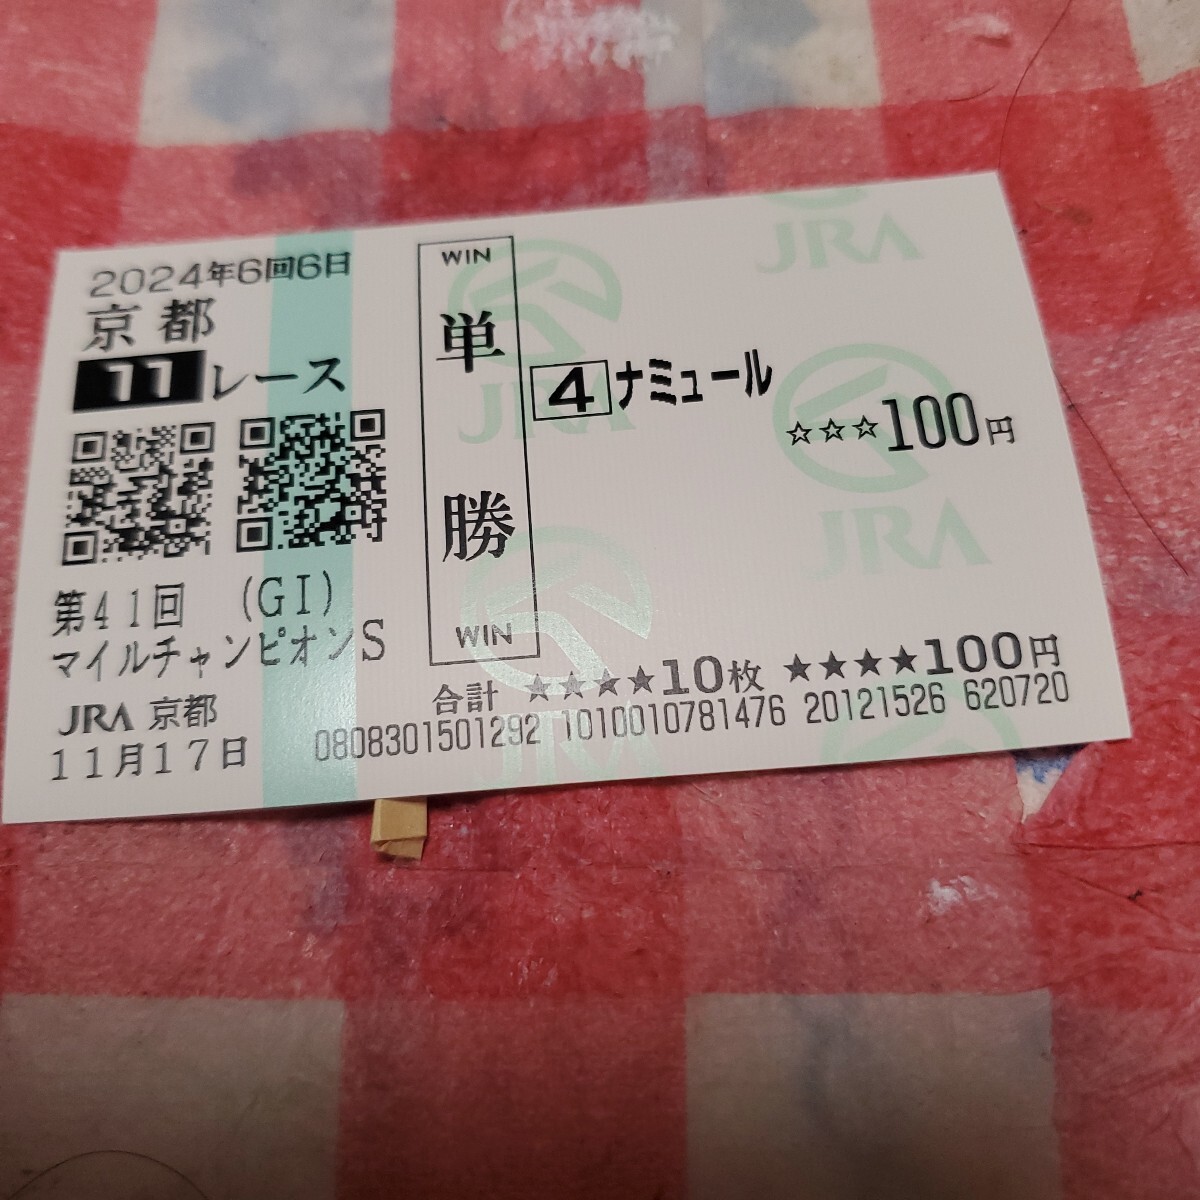 2024年6回6日
京都
11レース
第41回 (GI)
マイルチャンピオンS
JRA 京都
11月17日
WIN
単勝
WIN
4 ナミュール
☆☆☆100円
合計 ★★★★10枚 ★★★★100円
0808301501292 1010010781476 20121526 620720
JRA
JRA
JRA
JRA